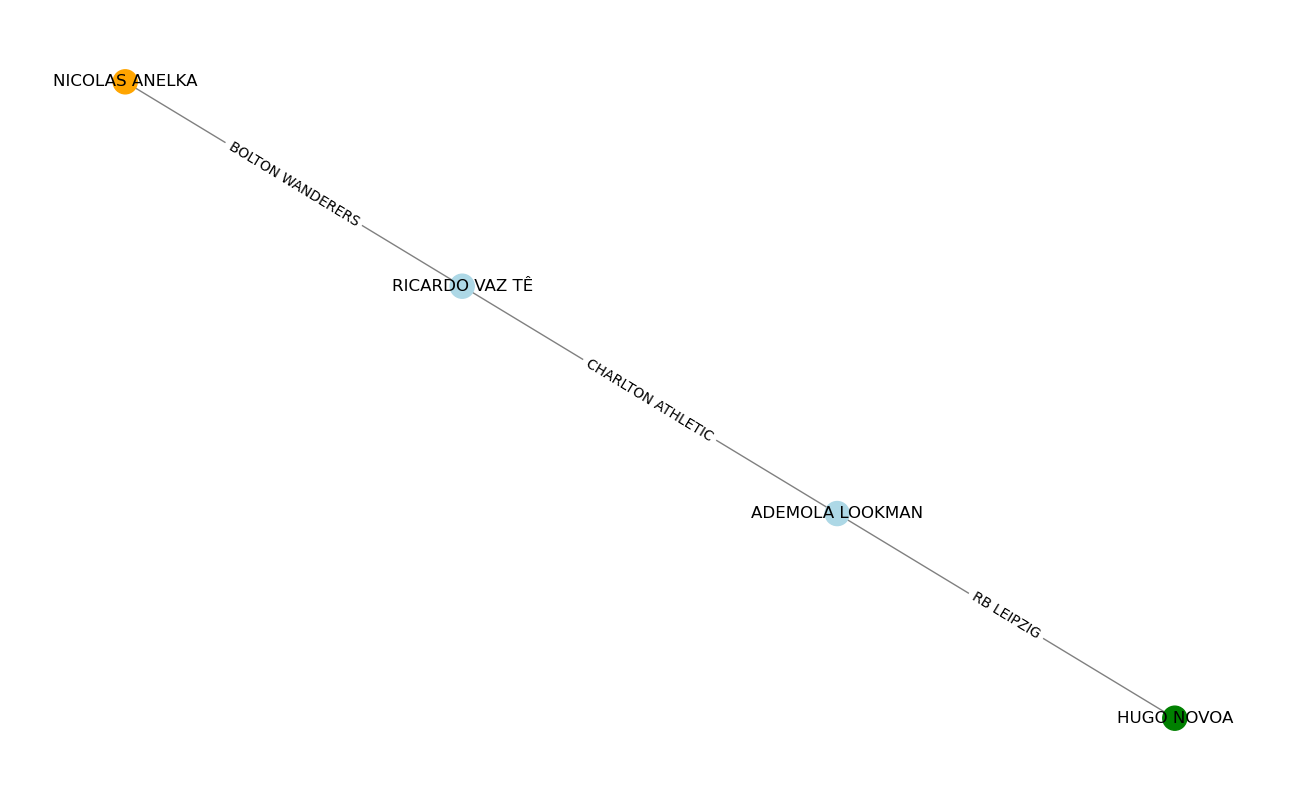 NICOLAS ANELKA
BOLTON WANDERERS
RICARDO VAZ TÊ
CHARLTON ATHLETIC
ADEMOLA LOOKMAN
RB LEIPZIG
HUGO NOVOA